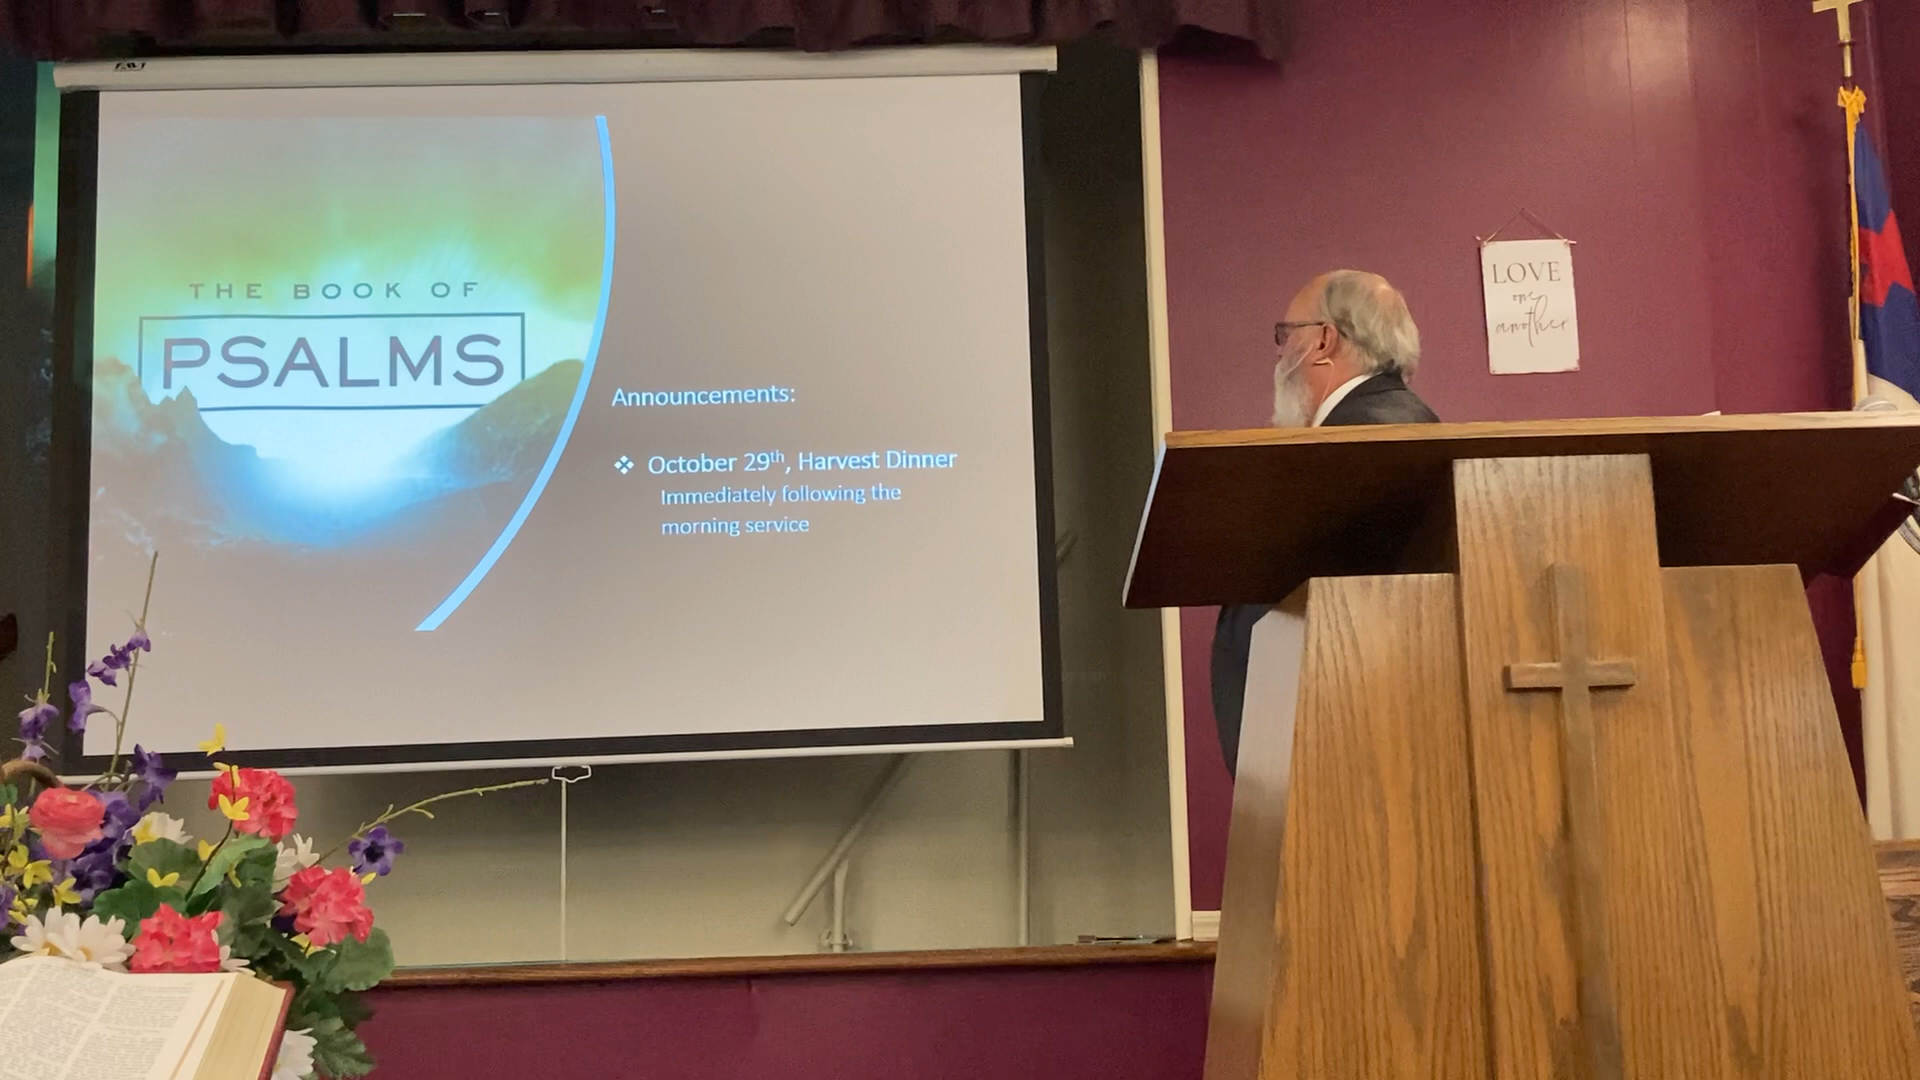 THE BOOK OF
PSALMS
Announcements:
❖ October 29th, Harvest Dinner
Immediately following the
morning service
LOVE
one
another